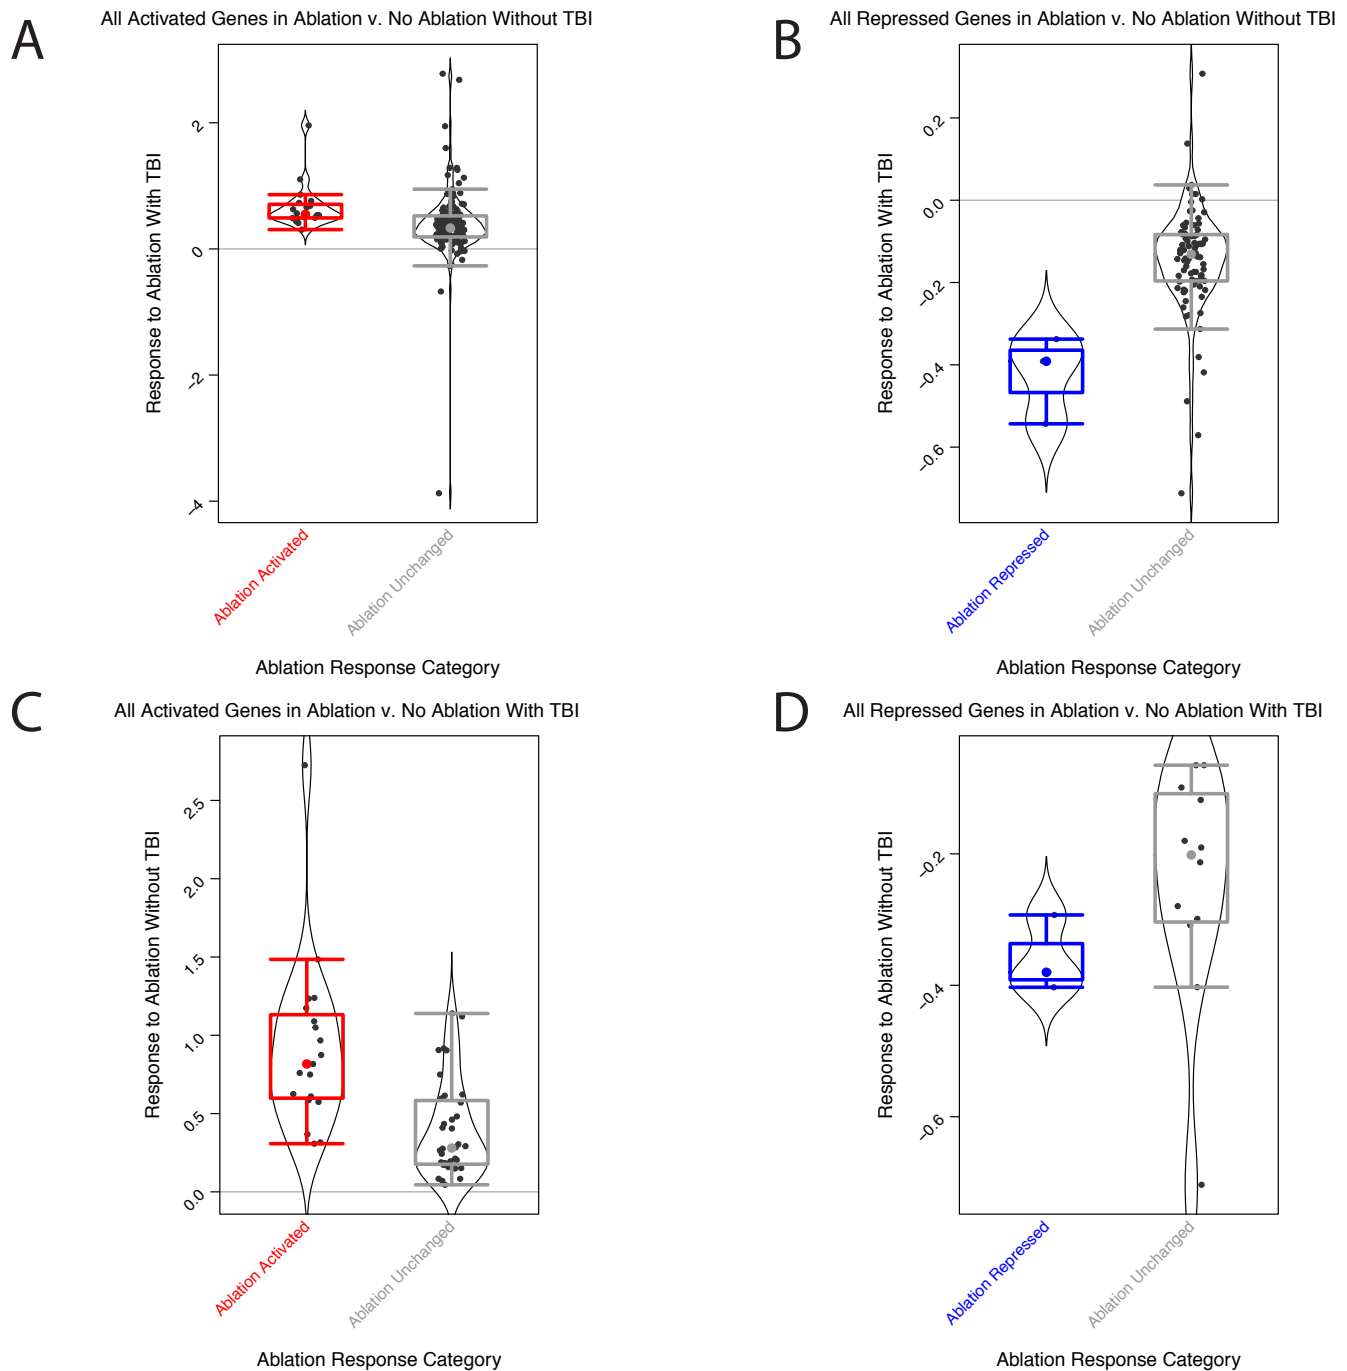 A
All Activated Genes in Ablation v. No Ablation Without TBI
Response to Ablation With TBI
2
0
−2
−4
Ablation Activated
Ablation Unchanged
Ablation Response Category
B
All Repressed Genes in Ablation v. No Ablation Without TBI
Response to Ablation With TBI
0.2
0.0
−0.2
−0.4
−0.6
Ablation Repressed
Ablation Unchanged
Ablation Response Category
C
All Activated Genes in Ablation v. No Ablation With TBI
Response to Ablation Without TBI
2.5
2.0
1.5
1.0
0.5
0.0
Ablation Activated
Ablation Unchanged
Ablation Response Category
D
All Repressed Genes in Ablation v. No Ablation With TBI
Response to Ablation Without TBI
−0.2
−0.4
−0.6
Ablation Repressed
Ablation Unchanged
Ablation Response Category